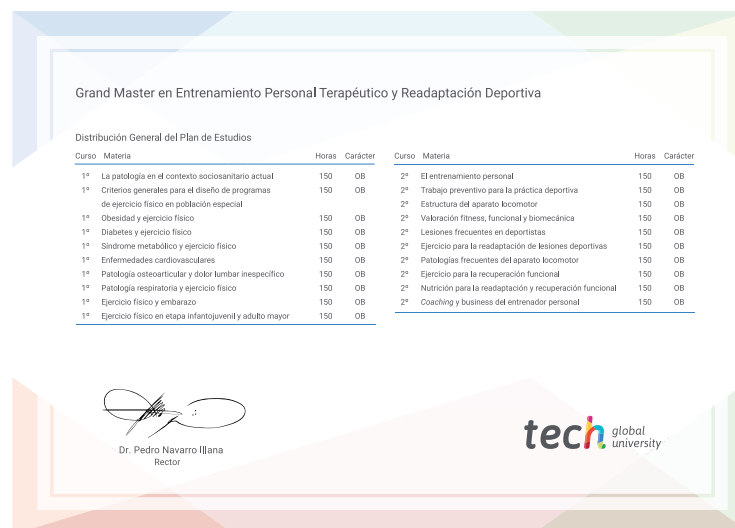 Grand Master en Entrenamiento Personal Terapéutico y Readaptación Deportiva
Distribución General del Plan de Estudios
Curso Materia Horas Carácter
1º La patología en el contexto sociosanitario actual 150 OB
1º Criterios generales para el diseño de programas 150 OB
de ejercicio físico en población especial
1º Obesidad y ejercicio físico 150 OB
1º Diabetes y ejercicio físico 150 OB
1º Síndrome metabólico y ejercicio físico 150 OB
1º Enfermedades cardiovasculares 150 OB
1º Patología osteoarticular y dolor lumbar inespecífico 150 OB
1º Patología respiratoria y ejercicio físico 150 OB
1º Ejercicio físico y embarazo 150 OB
1º Ejercicio físico en etapa infantojuvenil y adulto mayor 150 OB
Curso Materia Horas Carácter
2º El entrenamiento personal 150 OB
2º Trabajo preventivo para la práctica deportiva 150 OB
2º Estructura del aparato locomotor 150 OB
2º Valoración fitness, funcional y biomecánica 150 OB
2º Lesiones frecuentes en deportistas 150 OB
2º Ejercicio para la readaptación de lesiones deportivas 150 OB
2º Patologías frecuentes del aparato locomotor 150 OB
2º Ejercicio para la recuperación funcional 150 OB
2º Nutrición para la readaptación y recuperación funcional 150 OB
2º Coaching y business del entrenador personal 150 OB
Dr. Pedro Navarro Illana
Rector
tech global
university